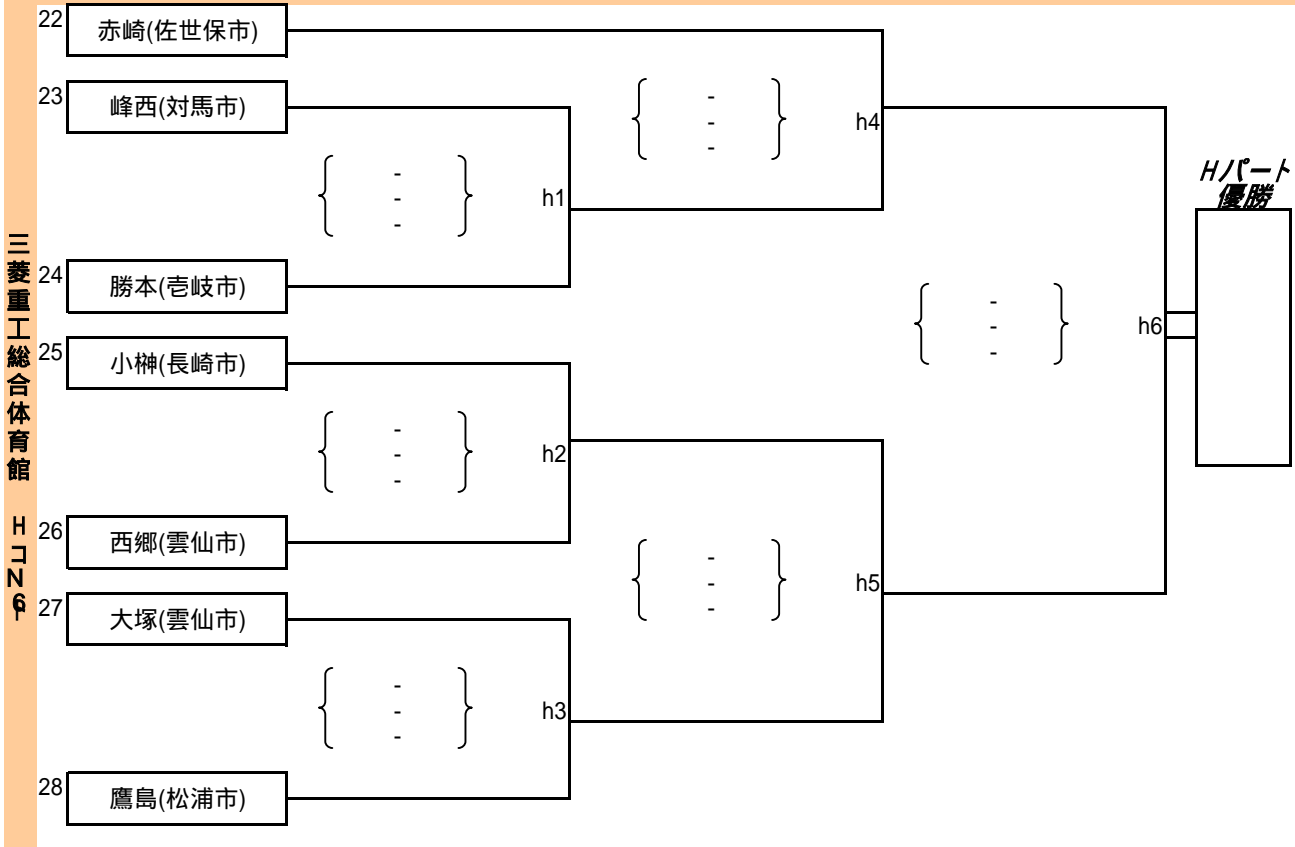 三菱重工総合体育館
22
赤崎(佐世保市)
23
峰西(対馬市)
-
-
-
h4
-
-
-
h1
Hパート
優勝
24
勝本(壱岐市)
-
-
-
h6
25
小榊(長崎市)
-
-
-
h2
26
西郷(雲仙市)
-
-
-
h5
27
大塚(雲仙市)
-
-
-
h3
28
鷹島(松浦市)